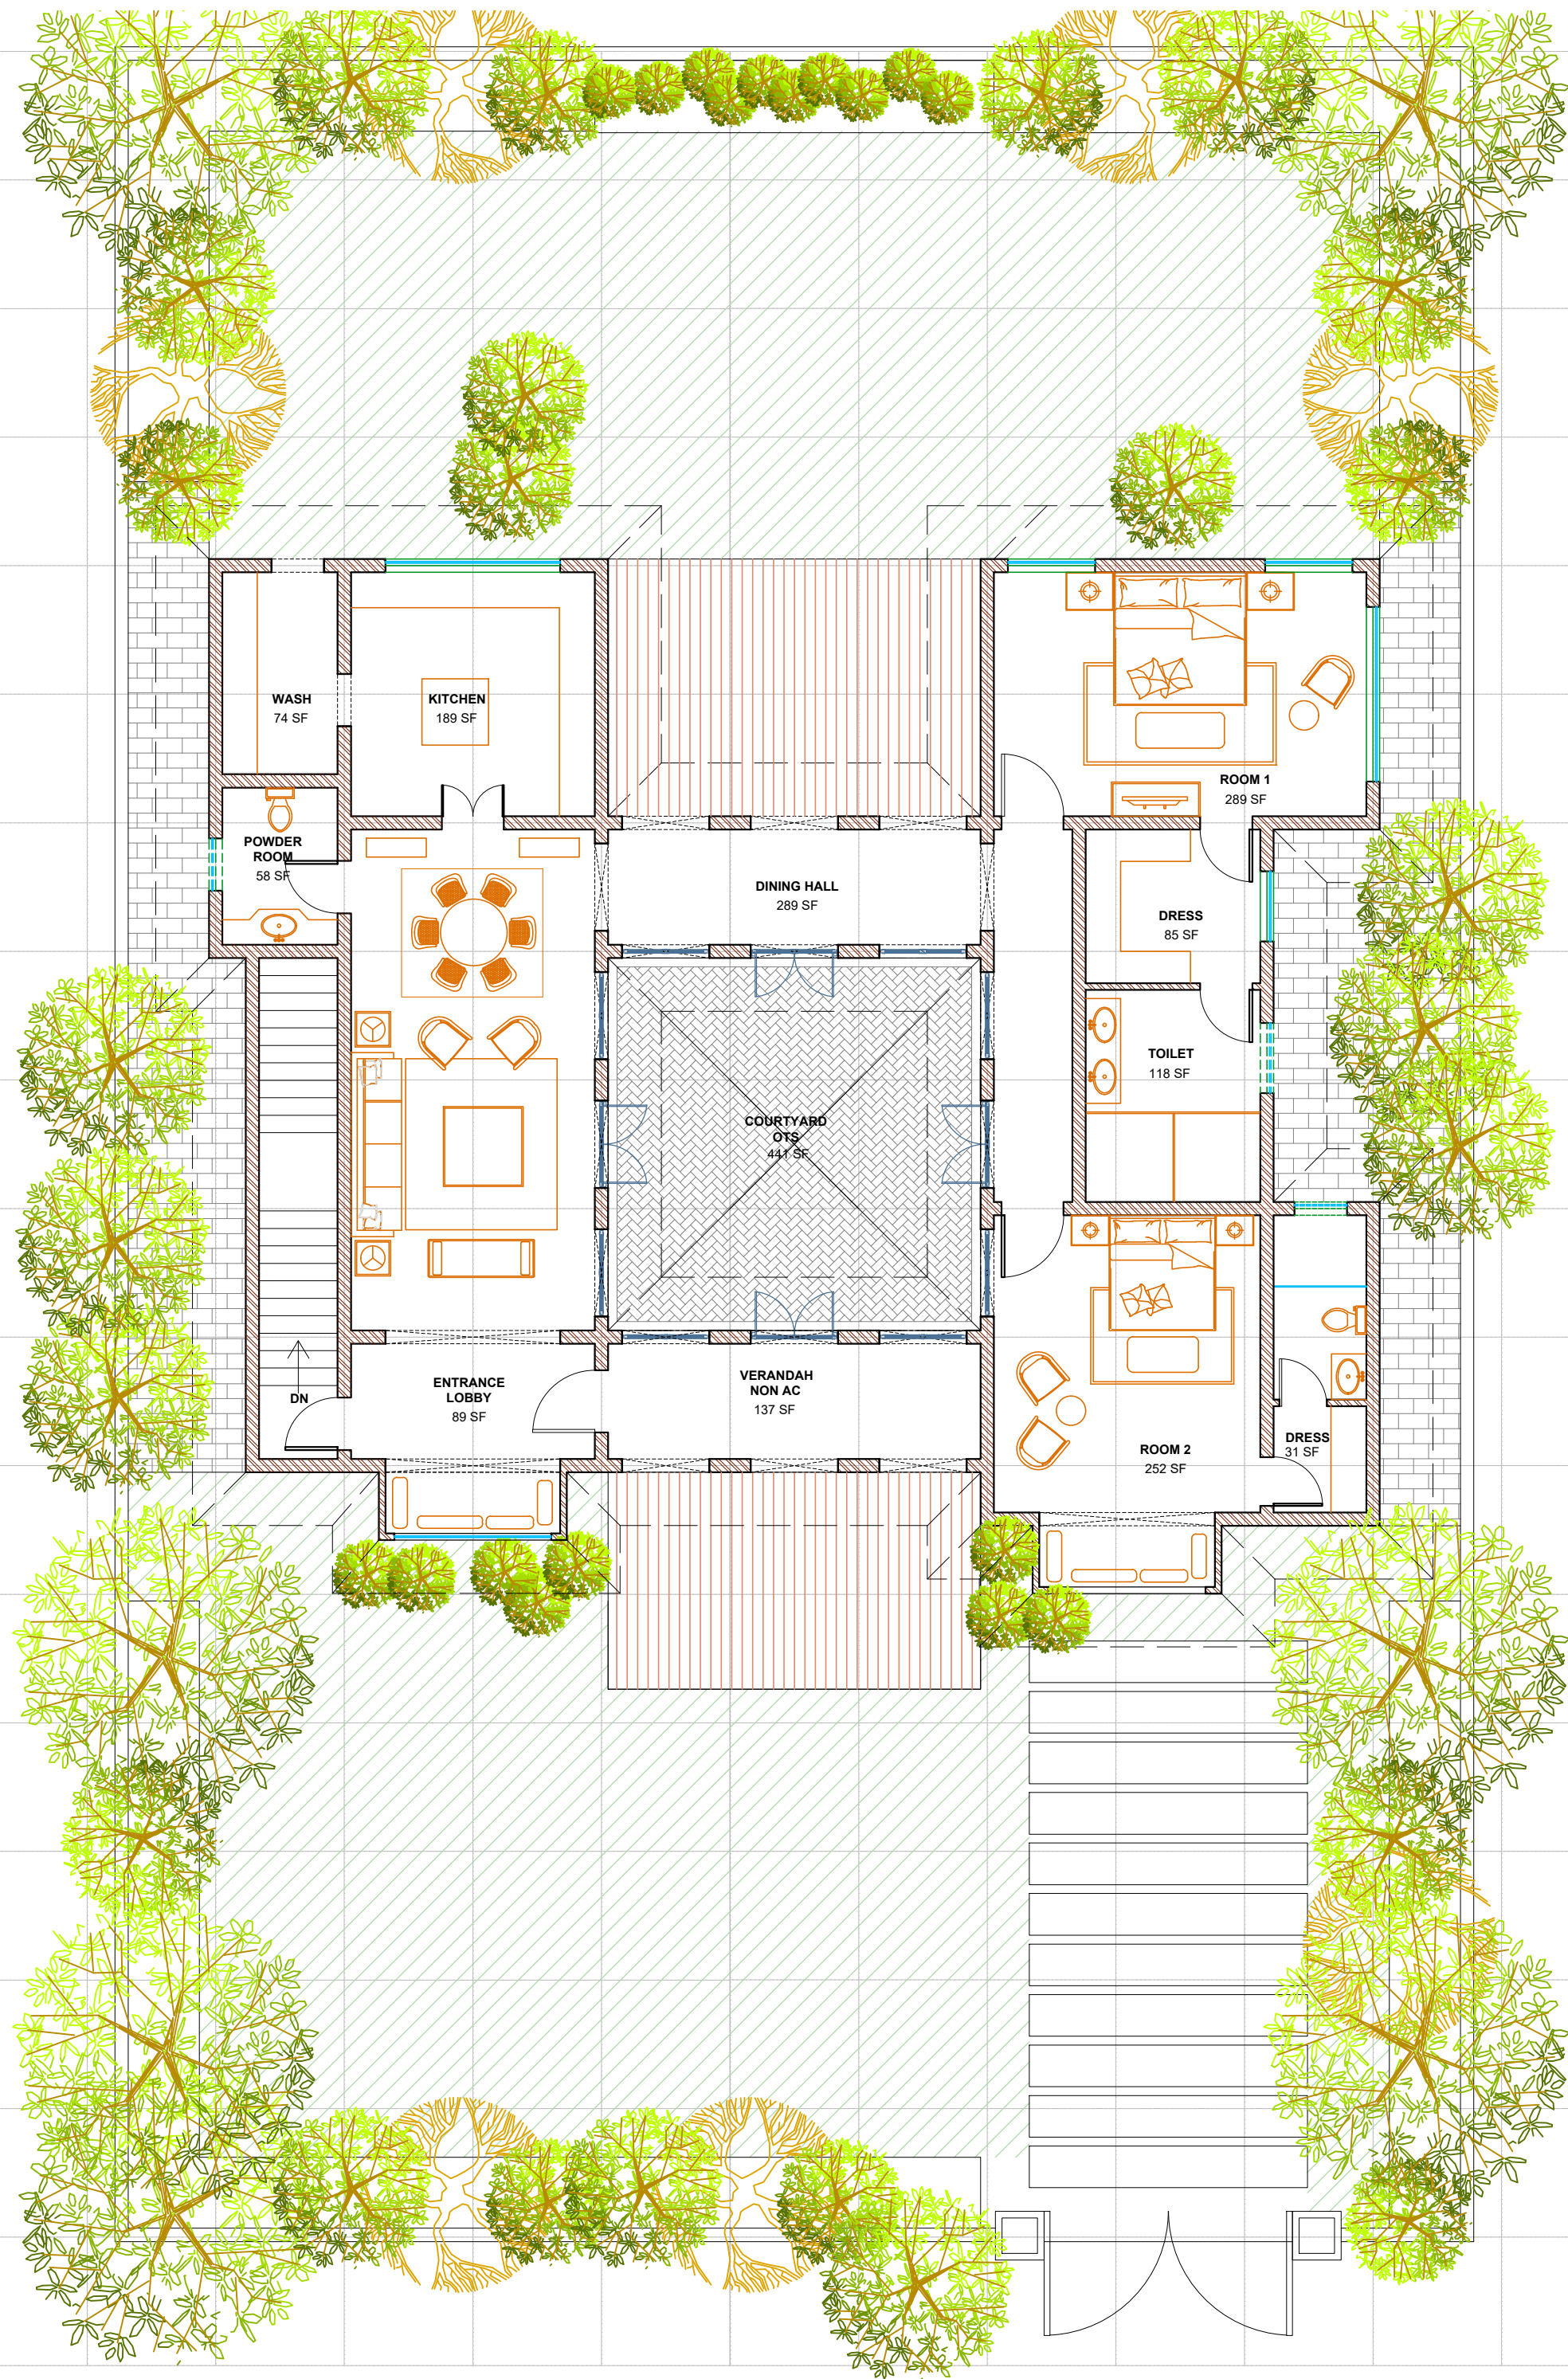 WASH
74 SF
KITCHEN
189 SF
ROOM 1
289 SF
POWDER
ROOM
58 SF
DINING HALL
289 SF
DRESS
85 SF
TOILET
118 SF
COURTYARD
OTS
441 SF
ENTRANCE
LOBBY
89 SF
VERANDAH
NON AC
137 SF
DN
ROOM 2
252 SF
DRESS
31 SF